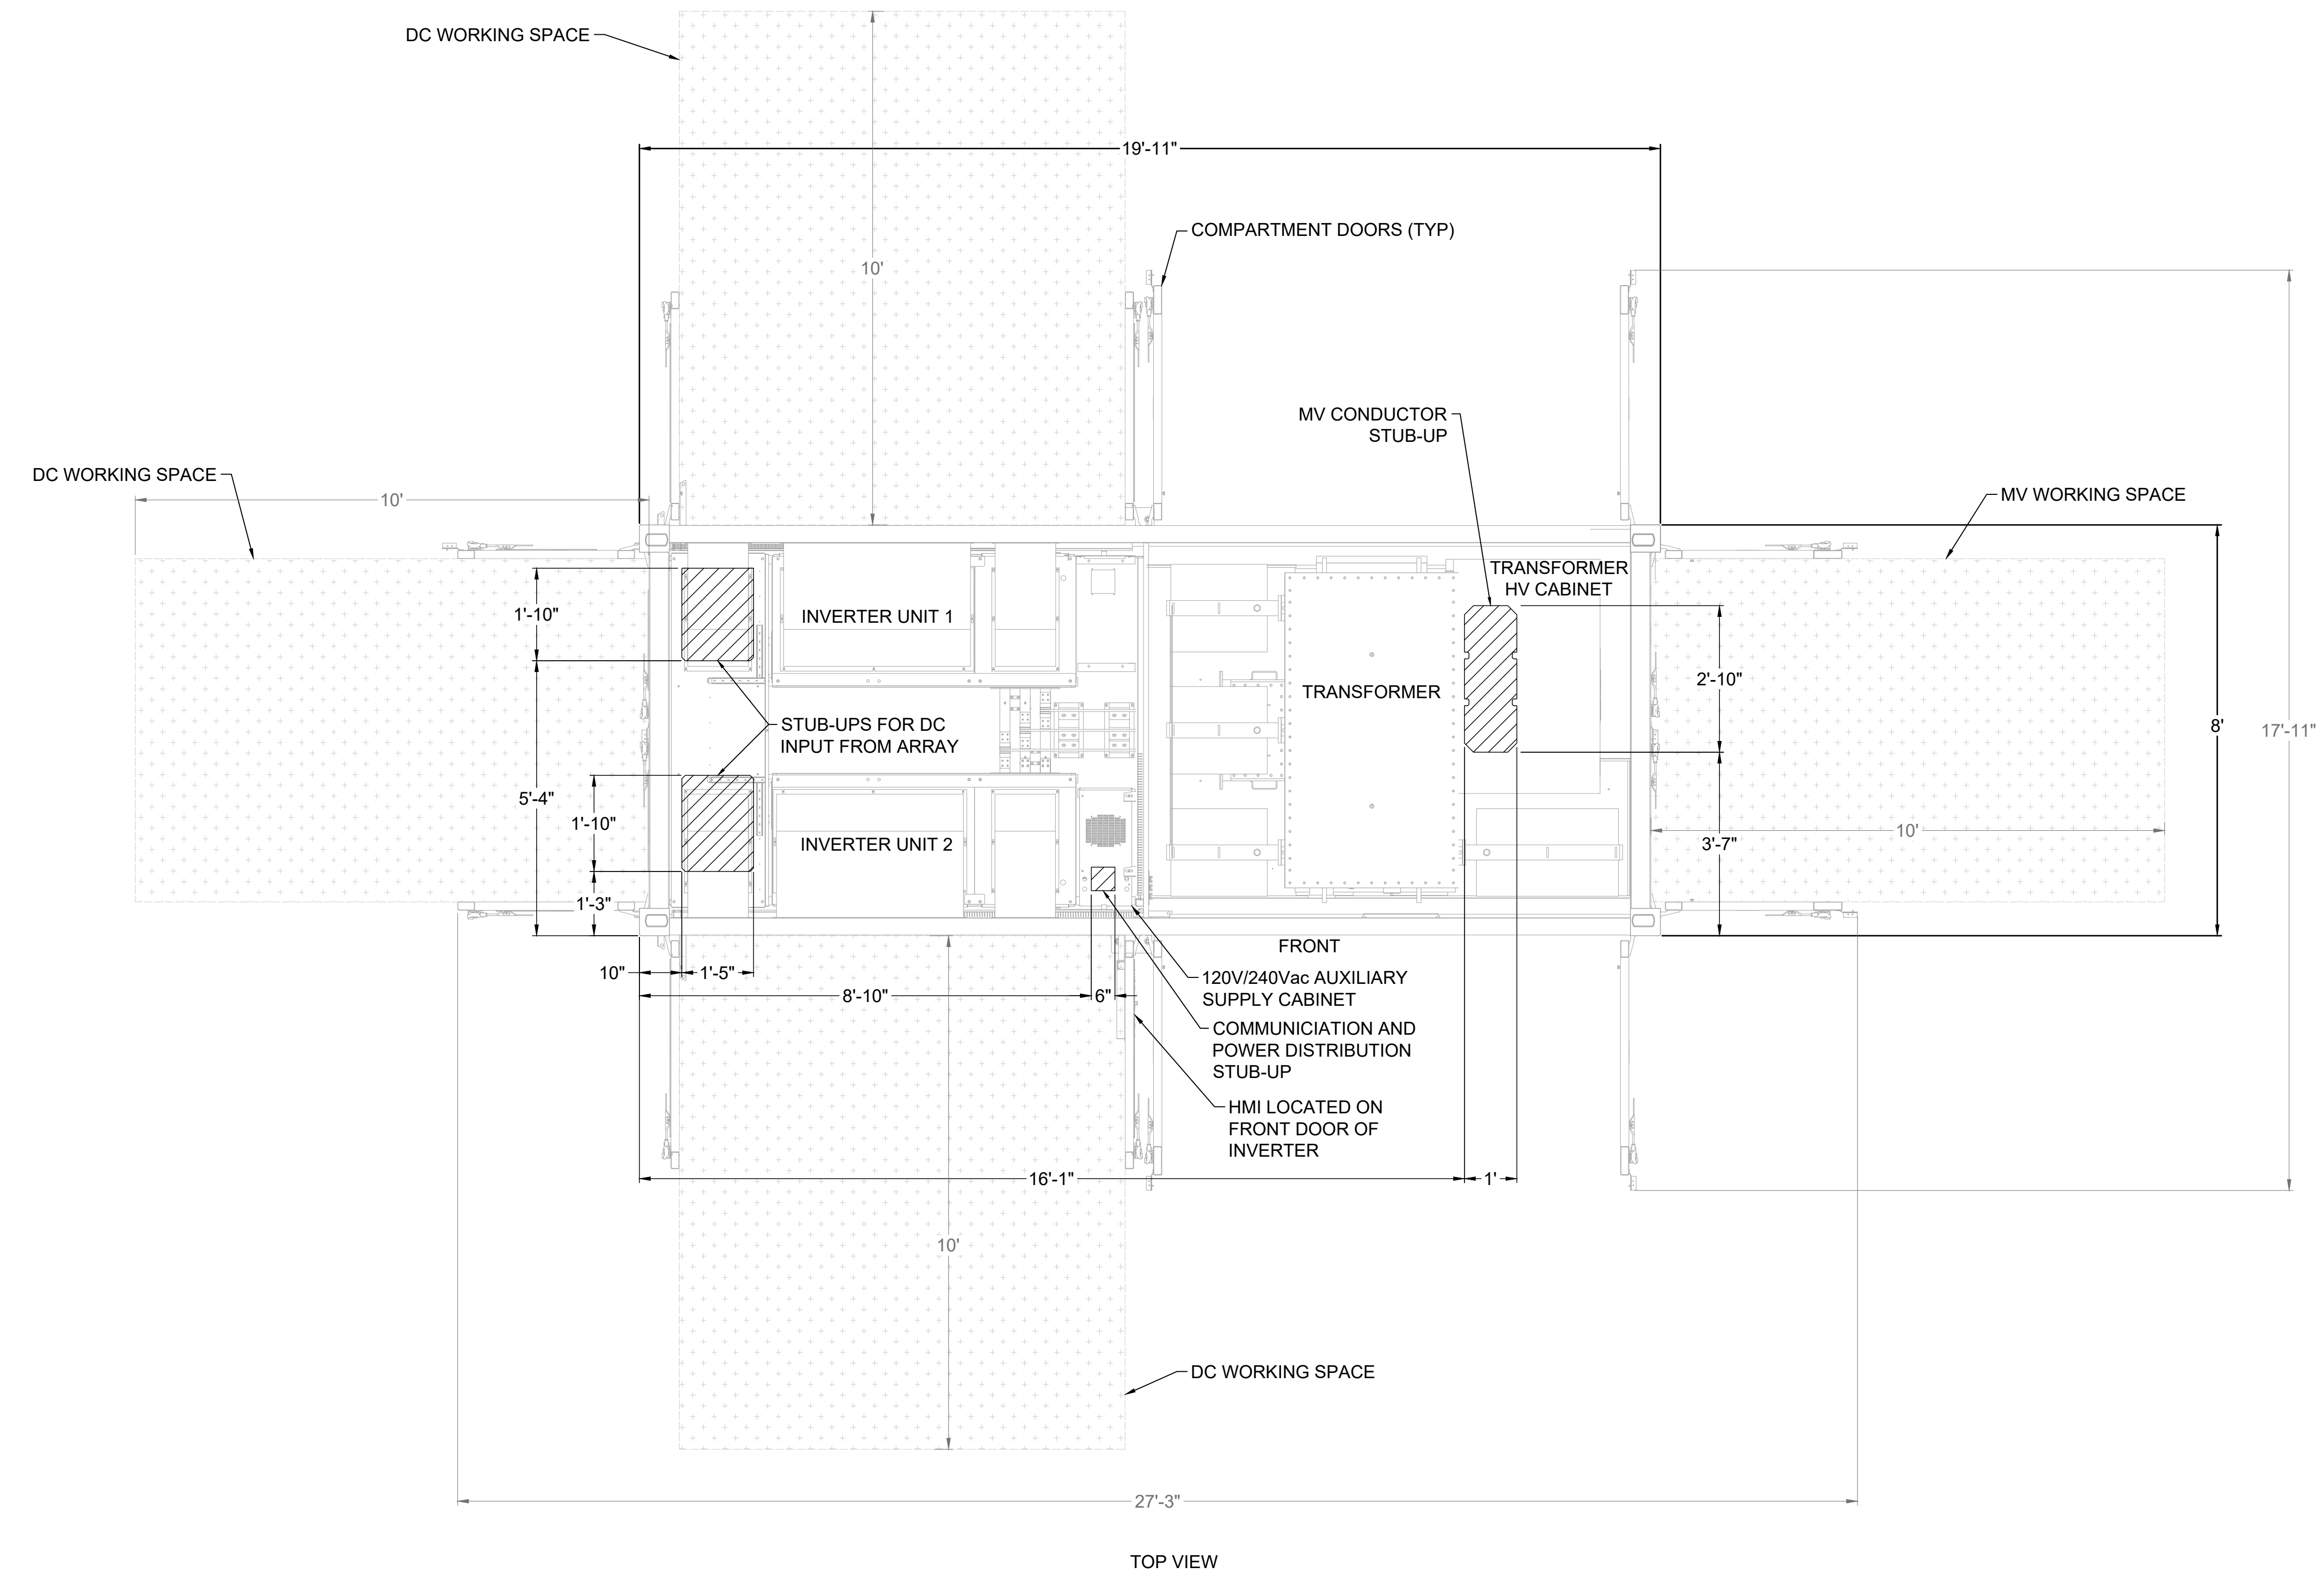 DC WORKING SPACE
19'-11"
COMPARTMENT DOORS (TYP)
10'
MV CONDUCTOR
STUB-UP
DC WORKING SPACE
10'
MV WORKING SPACE
TRANSFORMER
HV CABINET
1'-10"
INVERTER UNIT 1
2'-10"
TRANSFORMER
STUB-UPS FOR DC
INPUT FROM ARRAY
8'
17'-11"
5'-4"
1'-10"
INVERTER UNIT 2
10'
3'-7"
1'-3"
FRONT
10"
1'-5"
120V/240Vac AUXILIARY
SUPPLY CABINET
8'-10"
6"
COMMUNICIATION AND
POWER DISTRIBUTION
STUB-UP
HMI LOCATED ON
FRONT DOOR OF
INVERTER
16'-1"
1'
10'
DC WORKING SPACE
27'-3"
TOP VIEW